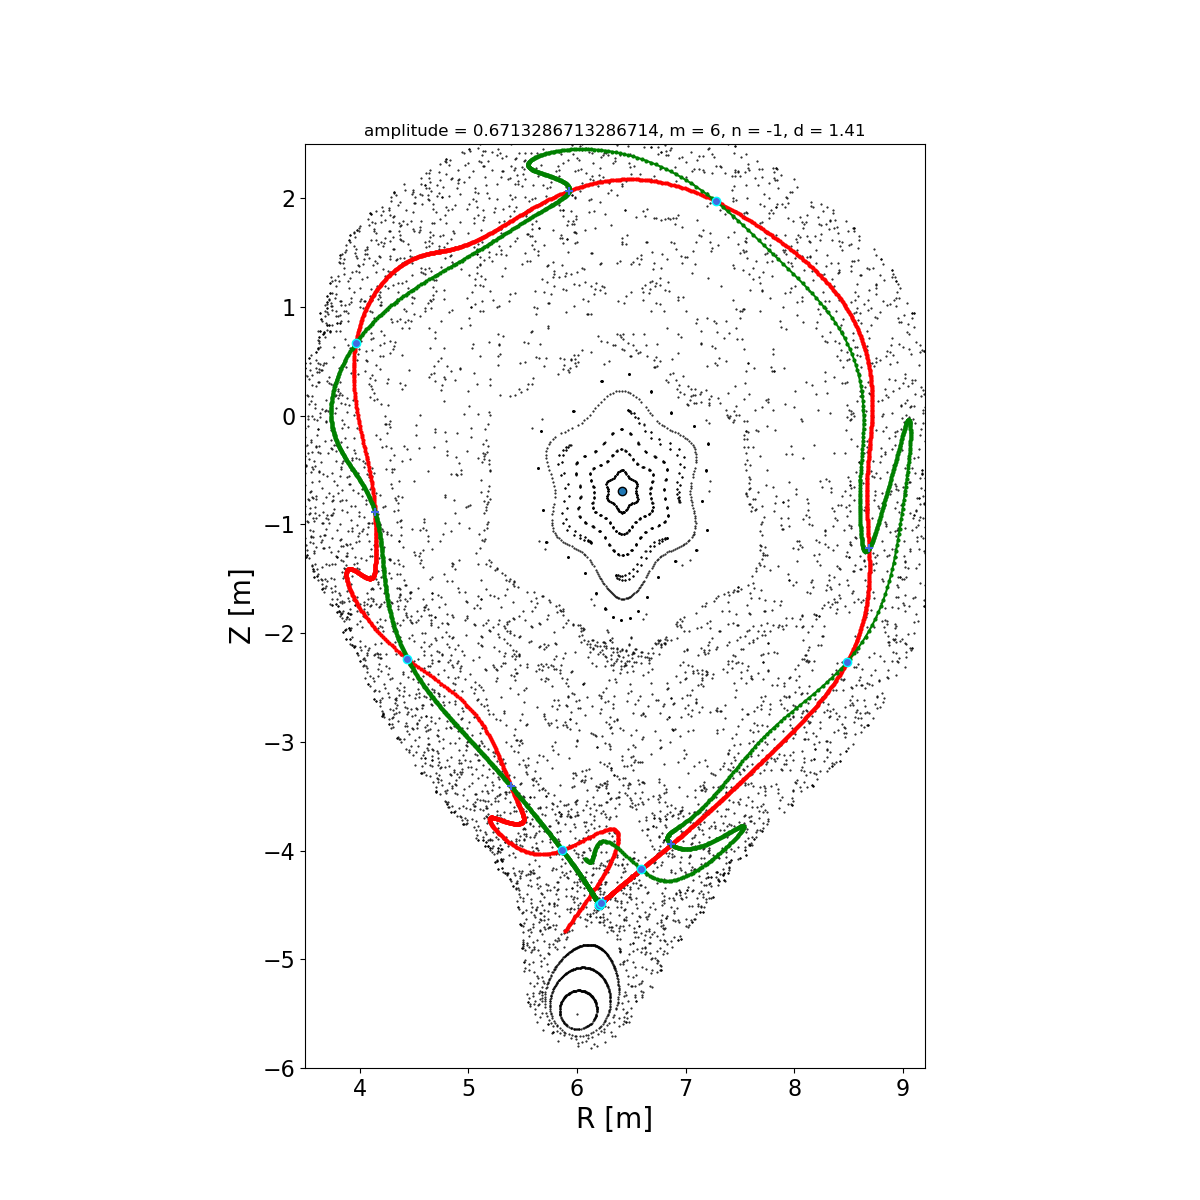 amplitude = 0.6713286713286714, m = 6, n = -1, d = 1.41
2
1
0
−1
−2
−3
−4
−5
−6
Z [m]
4 5 6 7 8 9
R [m]